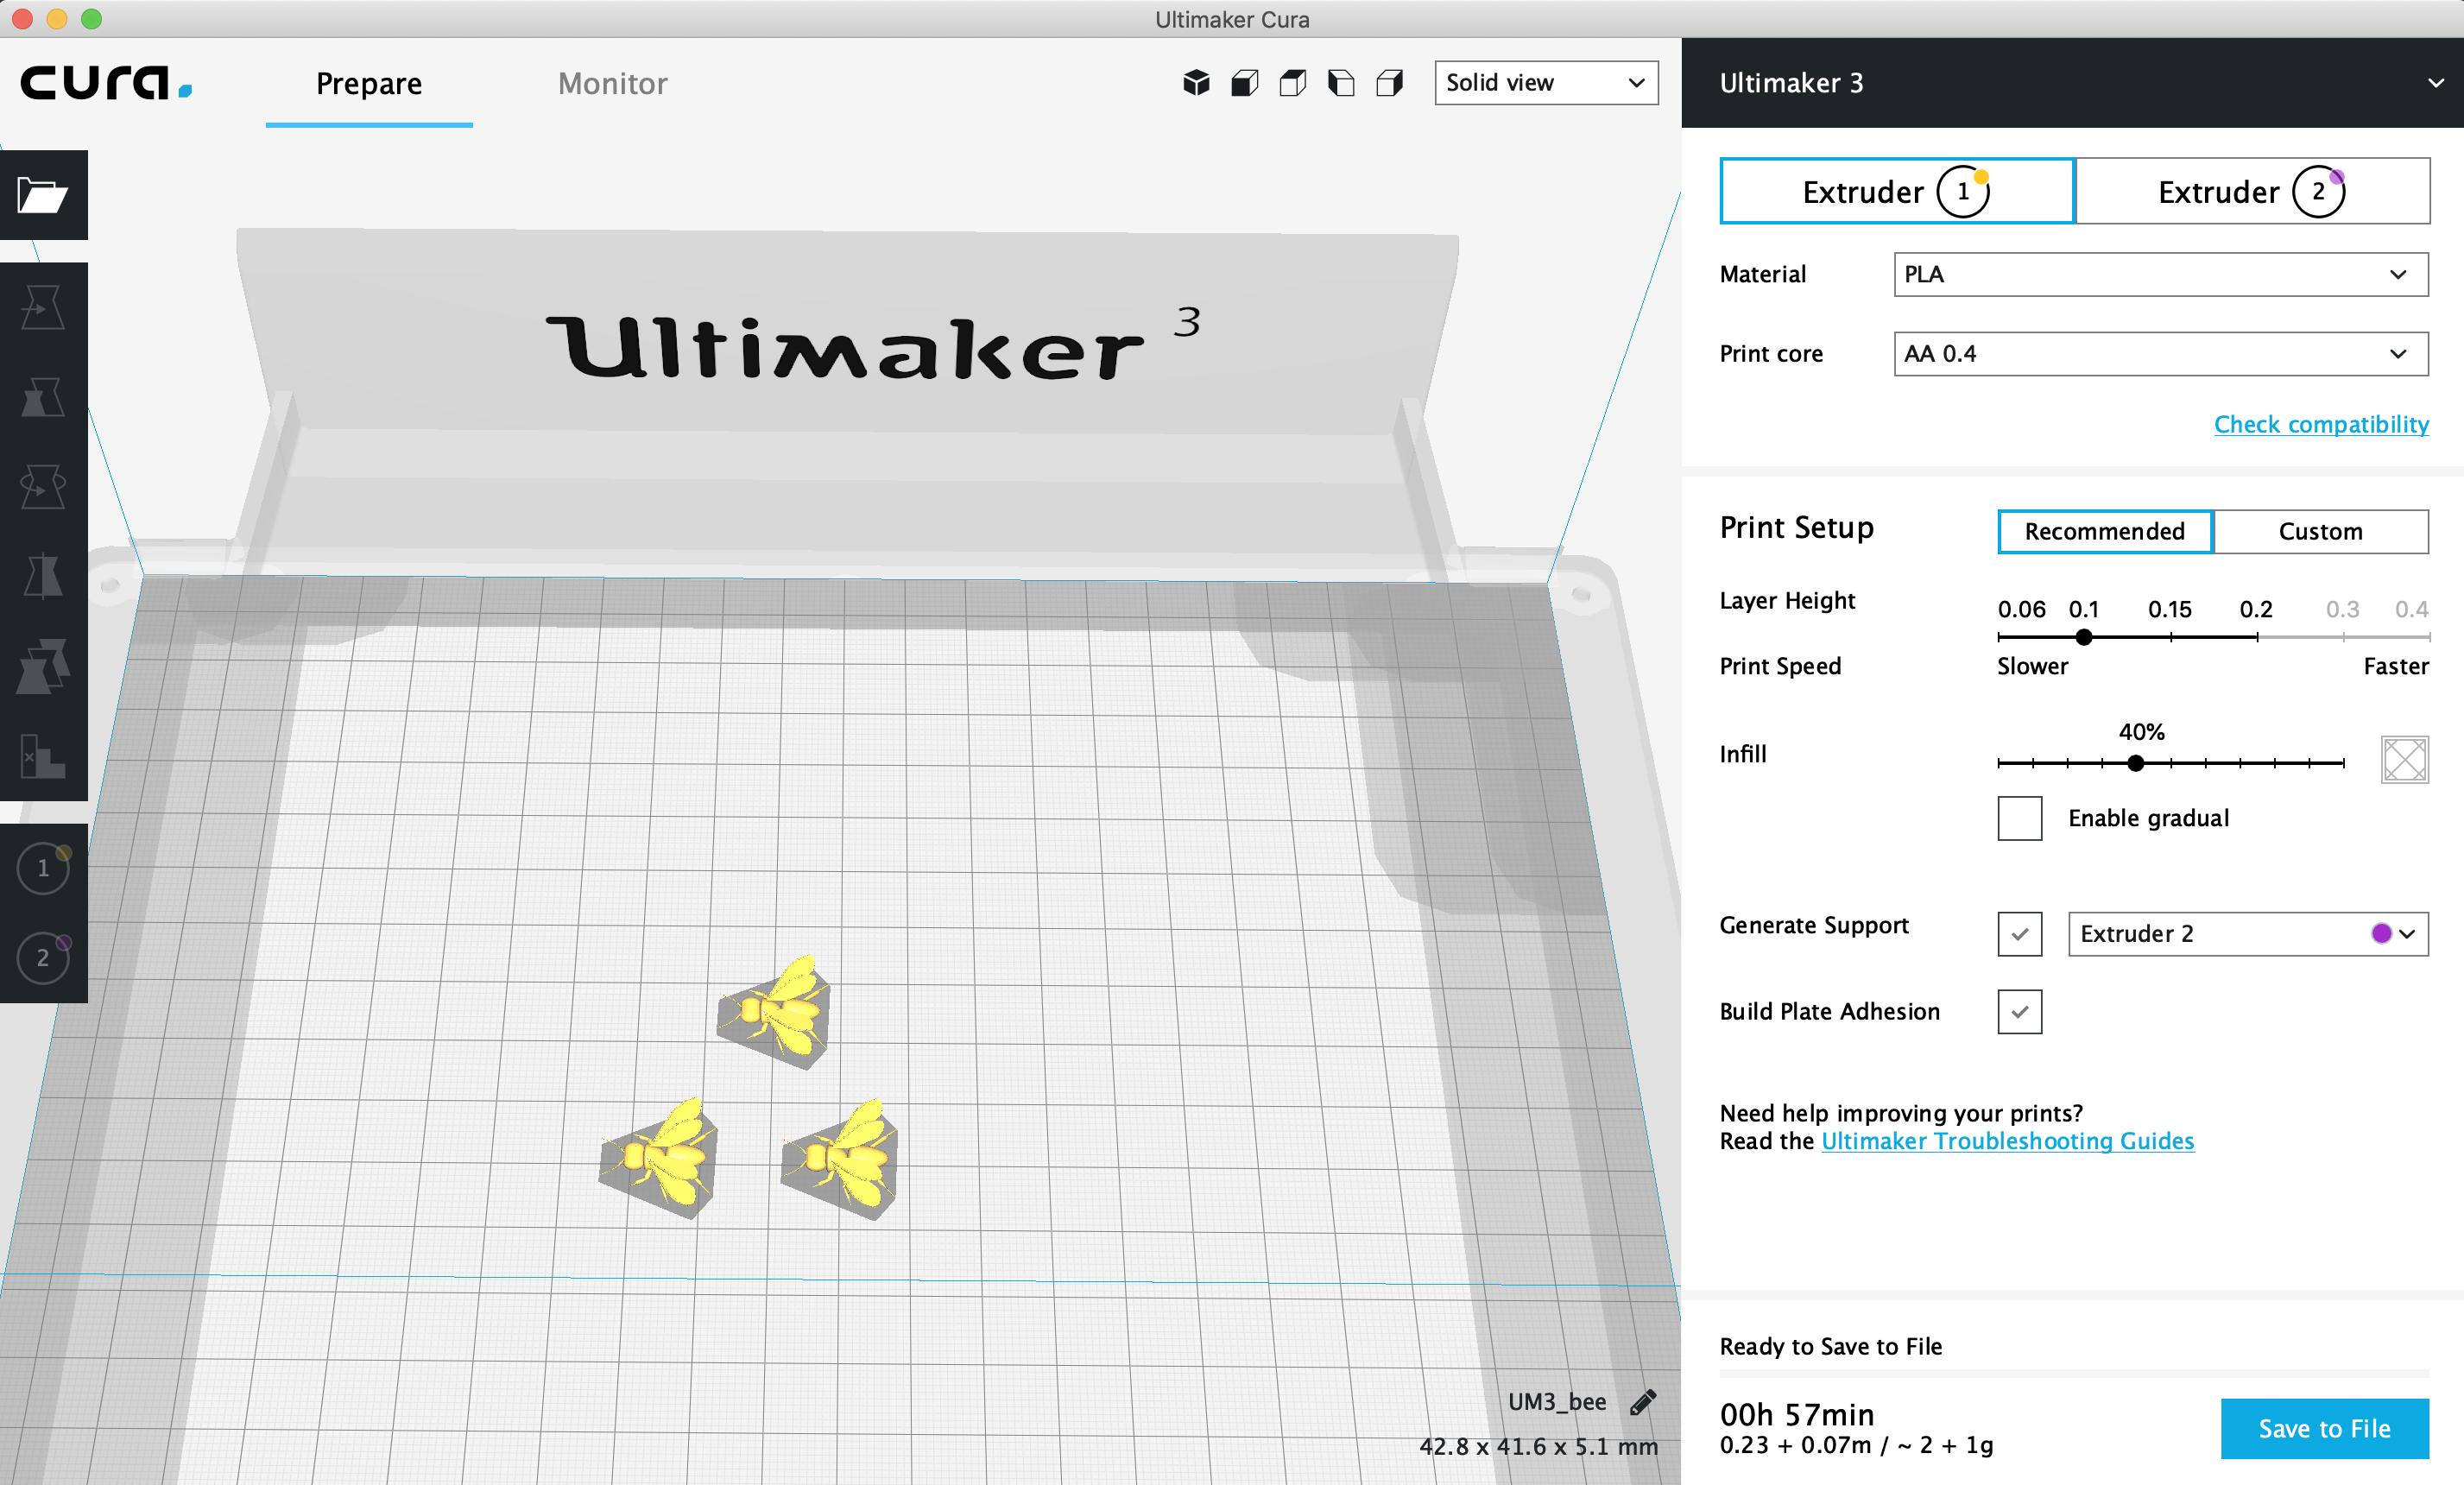 Ultimaker Cura
cura.
Prepare
Monitor
Solid view
Ultimaker 3
Ultimaker 3
Extruder 1
Extruder 2
Material
PLA
Print core
AA 0.4
Check compatibility
Print Setup
Recommended
Custom
Layer Height
0.06 0.1 0.15 0.2 0.3 0.4
Print Speed
Slower
Faster
Infill
40%
Enable gradual
1
2
Generate Support
Extruder 2
Build Plate Adhesion
Need help improving your prints?
Read the Ultimaker Troubleshooting Guides
UM3_bee
42.8 x 41.6 x 5.1 mm
Ready to Save to File
00h 57min
0.23 + 0.07m / ~ 2 + 1g
Save to File